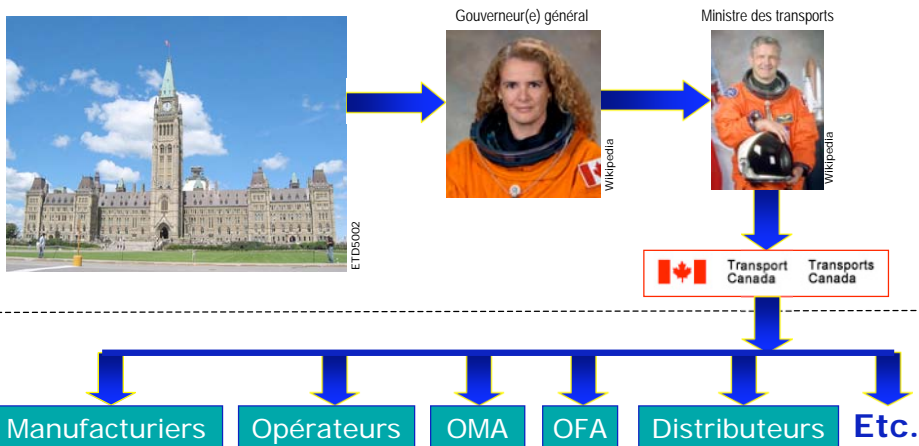 Gouverneur(e) général
Ministre des transports
ETD5002
Wikipedia
Wikipedia
Transport
Canada
Transports
Canada
Manufacturiers
Opérateurs
OMA
OFA
Distributeurs
Etc.